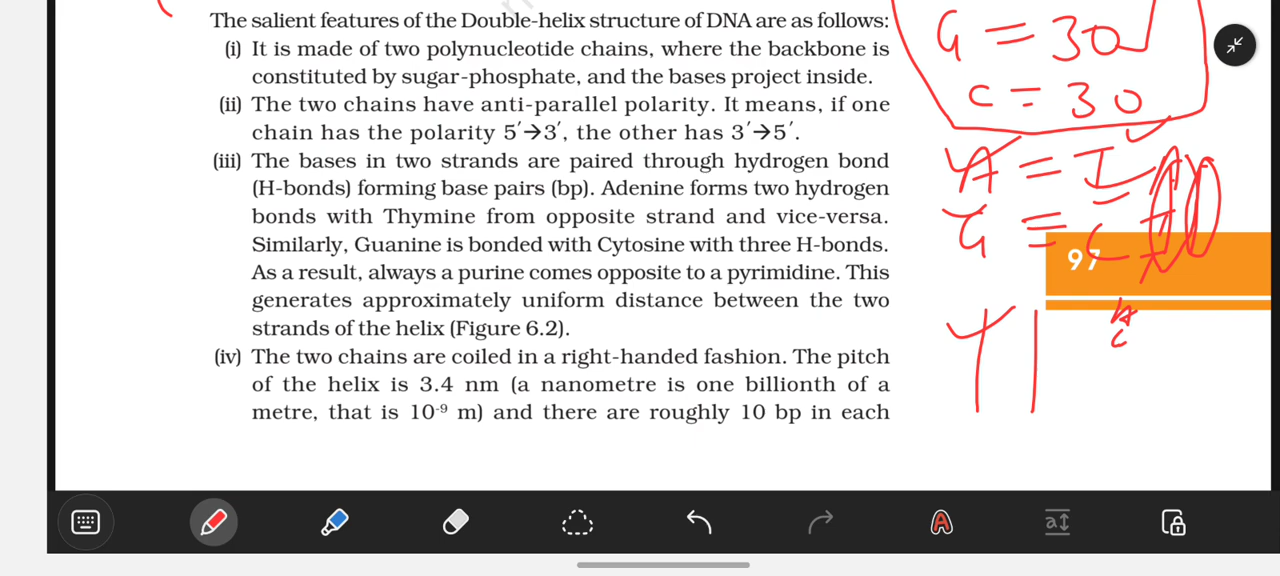 The salient features of the Double-helix structure of DNA are as follows:
(i) It is made of two polynucleotide chains, where the backbone is
constituted by sugar-phosphate, and the bases project inside.
(ii) The two chains have anti-parallel polarity. It means, if one
chain has the polarity 5′→3′, the other has 3′→5′.
(iii) The bases in two strands are paired through hydrogen bond
(H-bonds) forming base pairs (bp). Adenine forms two hydrogen
bonds with Thymine from opposite strand and vice-versa.
Similarly, Guanine is bonded with Cytosine with three H-bonds.
As a result, always a purine comes opposite to a pyrimidine. This
generates approximately uniform distance between the two
strands of the helix (Figure 6.2).
(iv) The two chains are coiled in a right-handed fashion. The pitch
of the helix is 3.4 nm (a nanometre is one billionth of a
metre, that is 10⁻⁹ m) and there are roughly 10 bp in each
G = 30
C = 30
A = T
G ≡ C
97
A